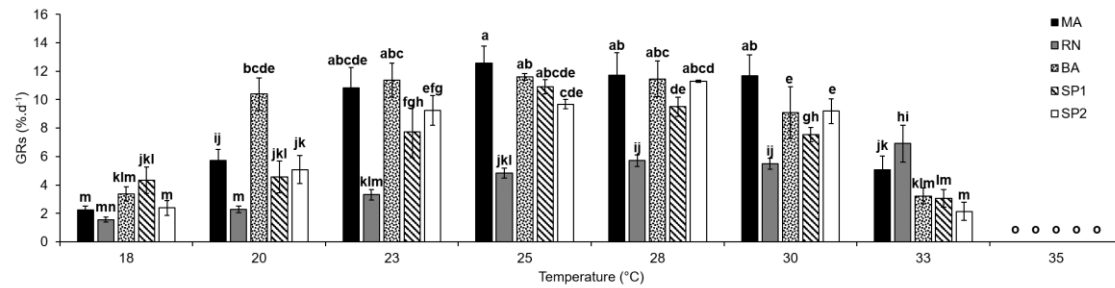 16
14
12
10
8
6
4
2
0
GRs (%.d-1)
m
mn
klm
jkl
m
ij
m
bcde
jkl
jk
abcde
klm
abc
fgh
efg
a
jkl
ab
abcde
cde
ab
ij
abc
de
abcd
ab
ij
e
gh
e
jk
hi
klm
lm
m
o o o o o
18 20 23 25 28 30 33 35
Temperature (°C)
MA
RN
BA
SP1
SP2